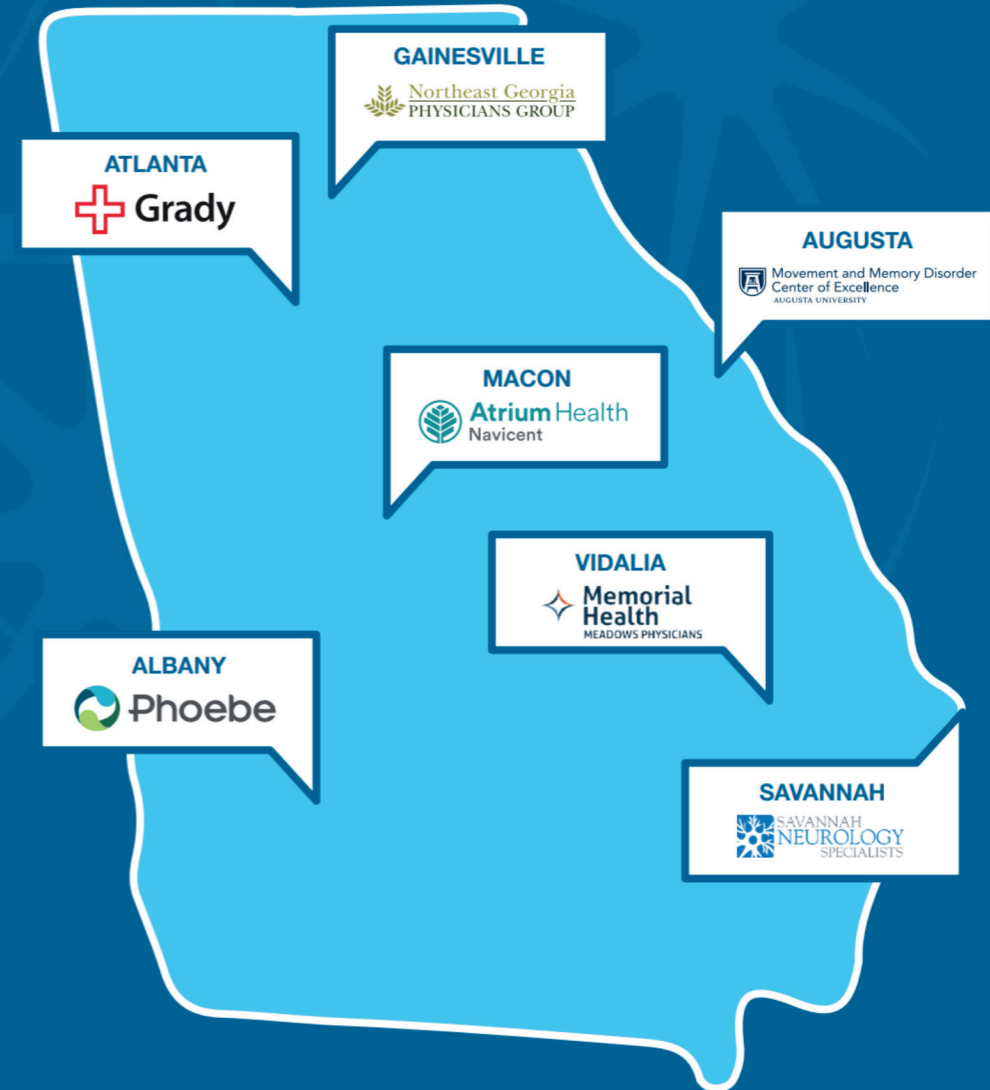 GAINESVILLE
Northeast Georgia
PHYSICIANS GROUP
ATLANTA
Grady
AUGUSTA
Movement and Memory Disorder
Center of Excellence
AUGUSTA UNIVERSITY
MACON
Atrium Health
Navicent
VIDALIA
Memorial
Health
MEADOWS PHYSICIANS
ALBANY
Phoebe
SAVANNAH
SAVANNAH
NEUROLOGY
SPECIALISTS